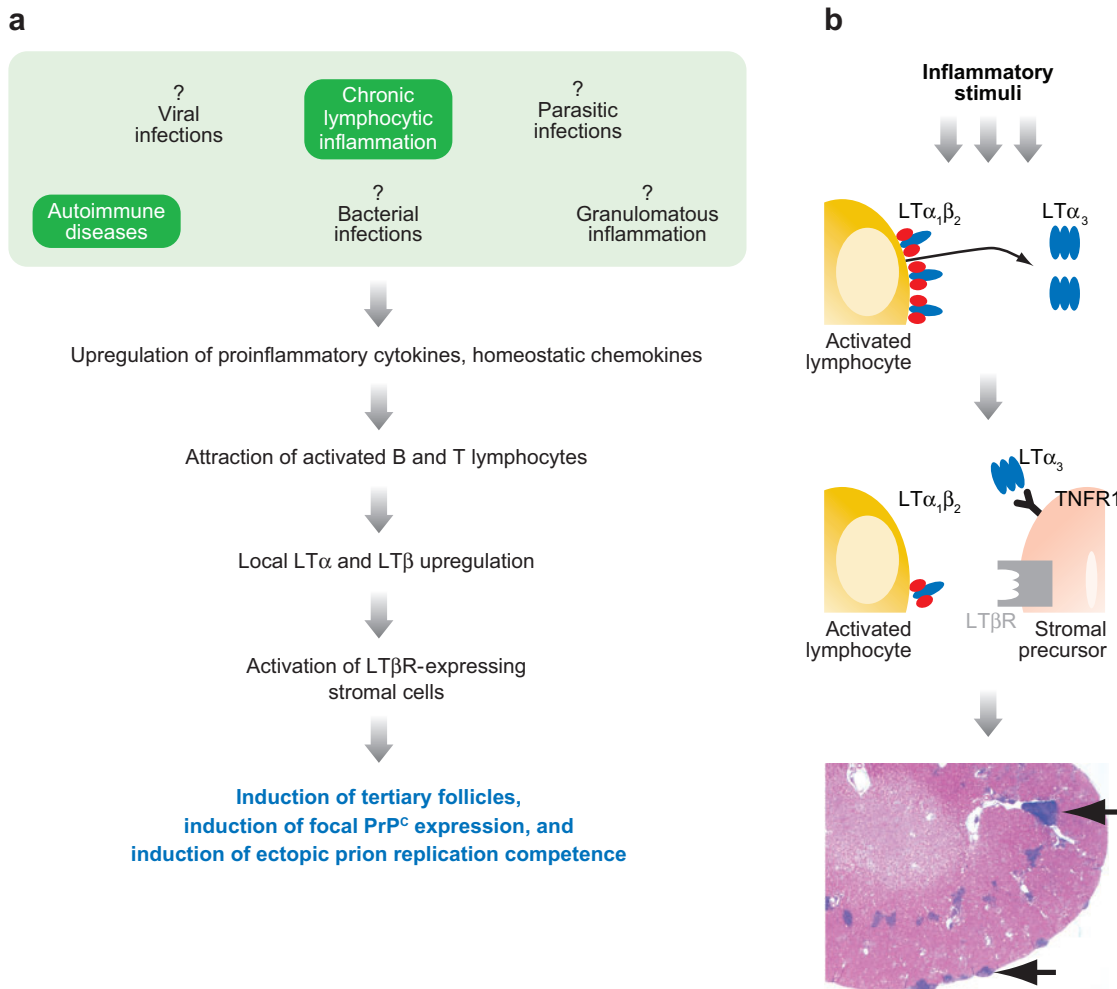 a
?
Viral
infections
Chronic
lymphocytic
inflammation
?
Parasitic
infections
Autoimmune
diseases
?
Bacterial
infections
?
Granulomatous
inflammation
Upregulation of proinflammatory cytokines, homeostatic chemokines
Attraction of activated B and T lymphocytes
Local LTα and LTβ upregulation
Activation of LTβR-expressing
stromal cells
Induction of tertiary follicles,
induction of focal PrPᶜ expression, and
induction of ectopic prion replication competence
b
Inflammatory
stimuli
LTα₁β₂
LTα₃
Activated
lymphocyte
LTα₃
LTα₁β₂
TNFR1
LTβR
Activated
lymphocyte
Stromal
precursor